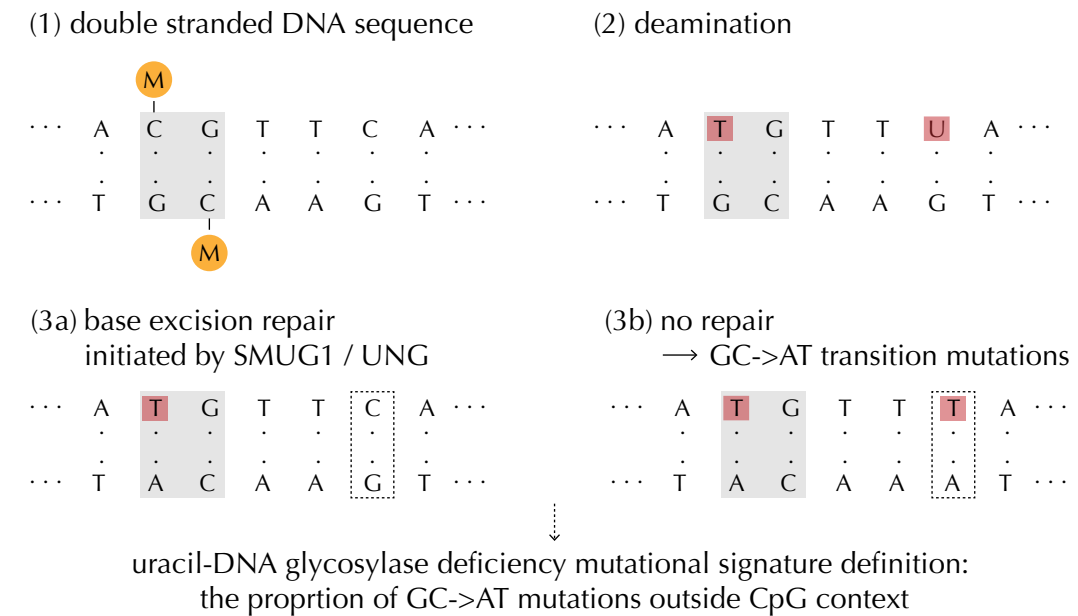 (1) double stranded DNA sequence
M
··· A C G T T C A ···
··· T G C A A G T ···
M
(2) deamination
··· A T G T T U A ···
··· T G C A A G T ···
(3a) base excision repair
initiated by SMUG1 / UNG
··· A T G T T C A ···
··· T A C A A G T ···
(3b) no repair
→ GC->AT transition mutations
··· A T G T T T A ···
··· T A C A A A T ···
uracil-DNA glycosylase deficiency mutational signature definition:
the proprtion of GC->AT mutations outside CpG context